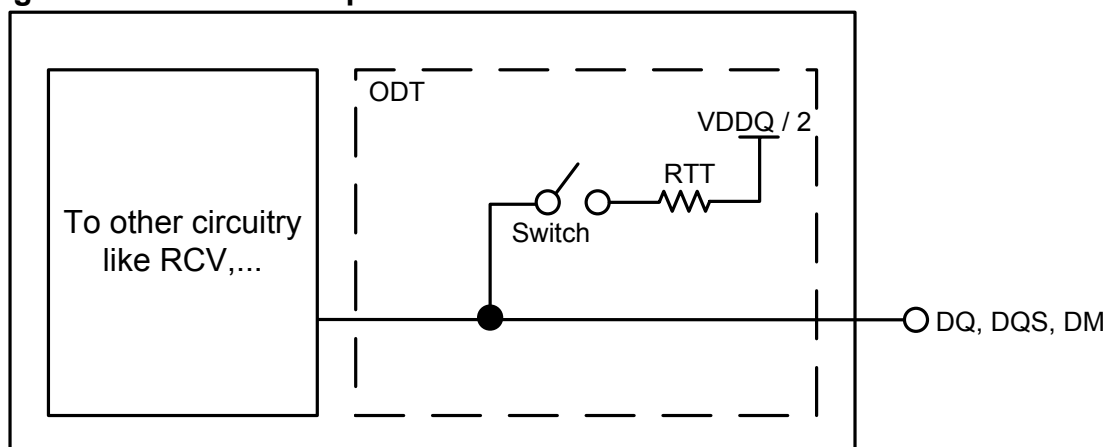 ODT
VDDQ / 2
RTT
Switch
To other circuitry
like RCV,...
DQ, DQS, DM